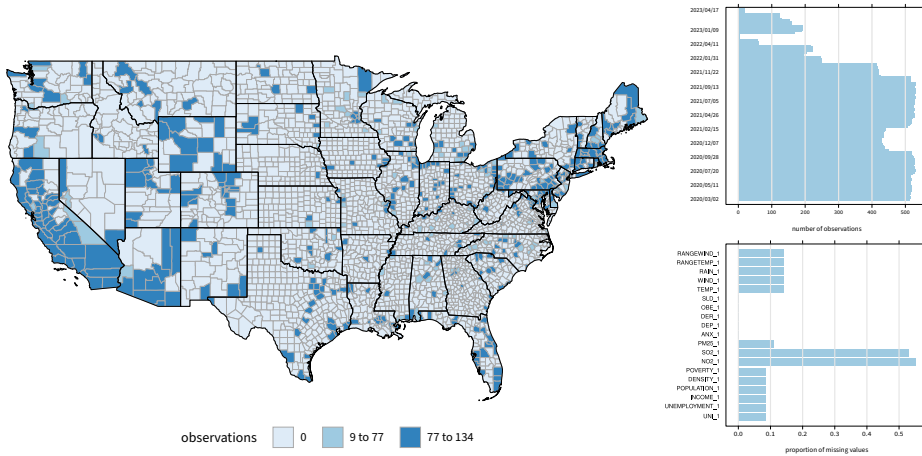 observations 0 9 to 77 77 to 134
2023/04/17
2023/01/09
2022/04/11
2022/01/31
2021/11/22
2021/09/13
2021/07/05
2021/04/26
2021/02/15
2020/12/07
2020/09/28
2020/07/20
2020/05/11
2020/03/02
0 100 200 300 400 500
number of observations
RANGEWIND_1
RANGETEMP_1
RAIN_1
WIND_1
TEMP_1
SLD_1
OBE_1
DER_1
DEP_1
ANX_1
PM25_1
SO2_1
NO2_1
POVERTY_1
DENSITY_1
POPULATION_1
INCOME_1
UNEMPLOYMENT_1
UNI_1
0.0 0.1 0.2 0.3 0.4 0.5
proportion of missing values